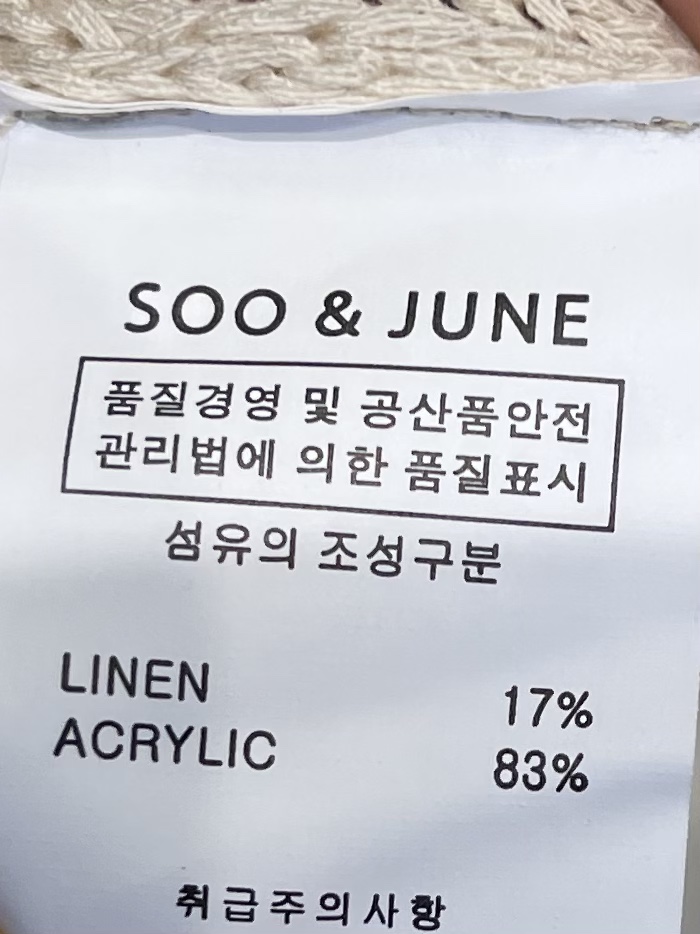 SOO & JUNE
품질경영 및 공산품안전
관리법에 의한 품질표시
섬유의 조성구분
LINEN 17%
ACRYLIC 83%
취급주의사항